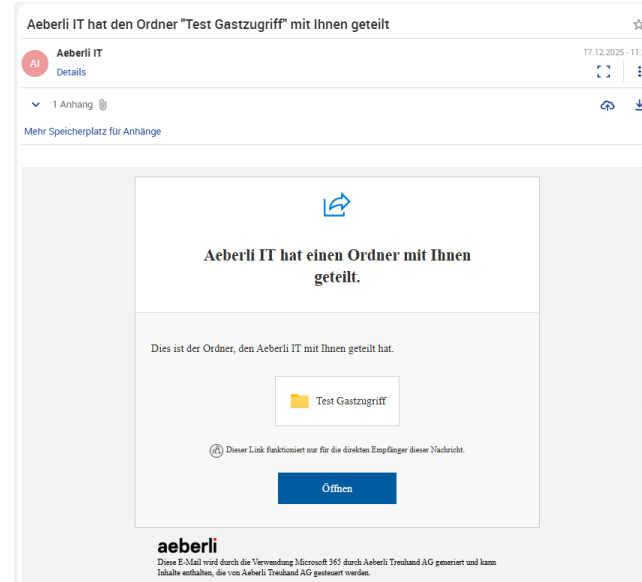 Aeberli IT hat den Ordner "Test Gastzugriff" mit Ihnen geteilt
AI
Aeberli IT
17.12.2025 - 11:
Details
1 Anhang
Mehr Speicherplatz für Anhänge
Aeberli IT hat einen Ordner mit Ihnen
geteilt.
Dies ist der Ordner, den Aeberli IT mit Ihnen geteilt hat.
Test Gastzugriff
Dieser Link funktioniert nur für die direkten Empfänger dieser Nachricht.
Öffnen
aeberli
Diese E-Mail wird durch die Verwendung Microsoft 365 durch Aeberli Treuhand AG generiert und kann
Inhalte enthalten, die von Aeberli Treuhand AG gesteuert werden.